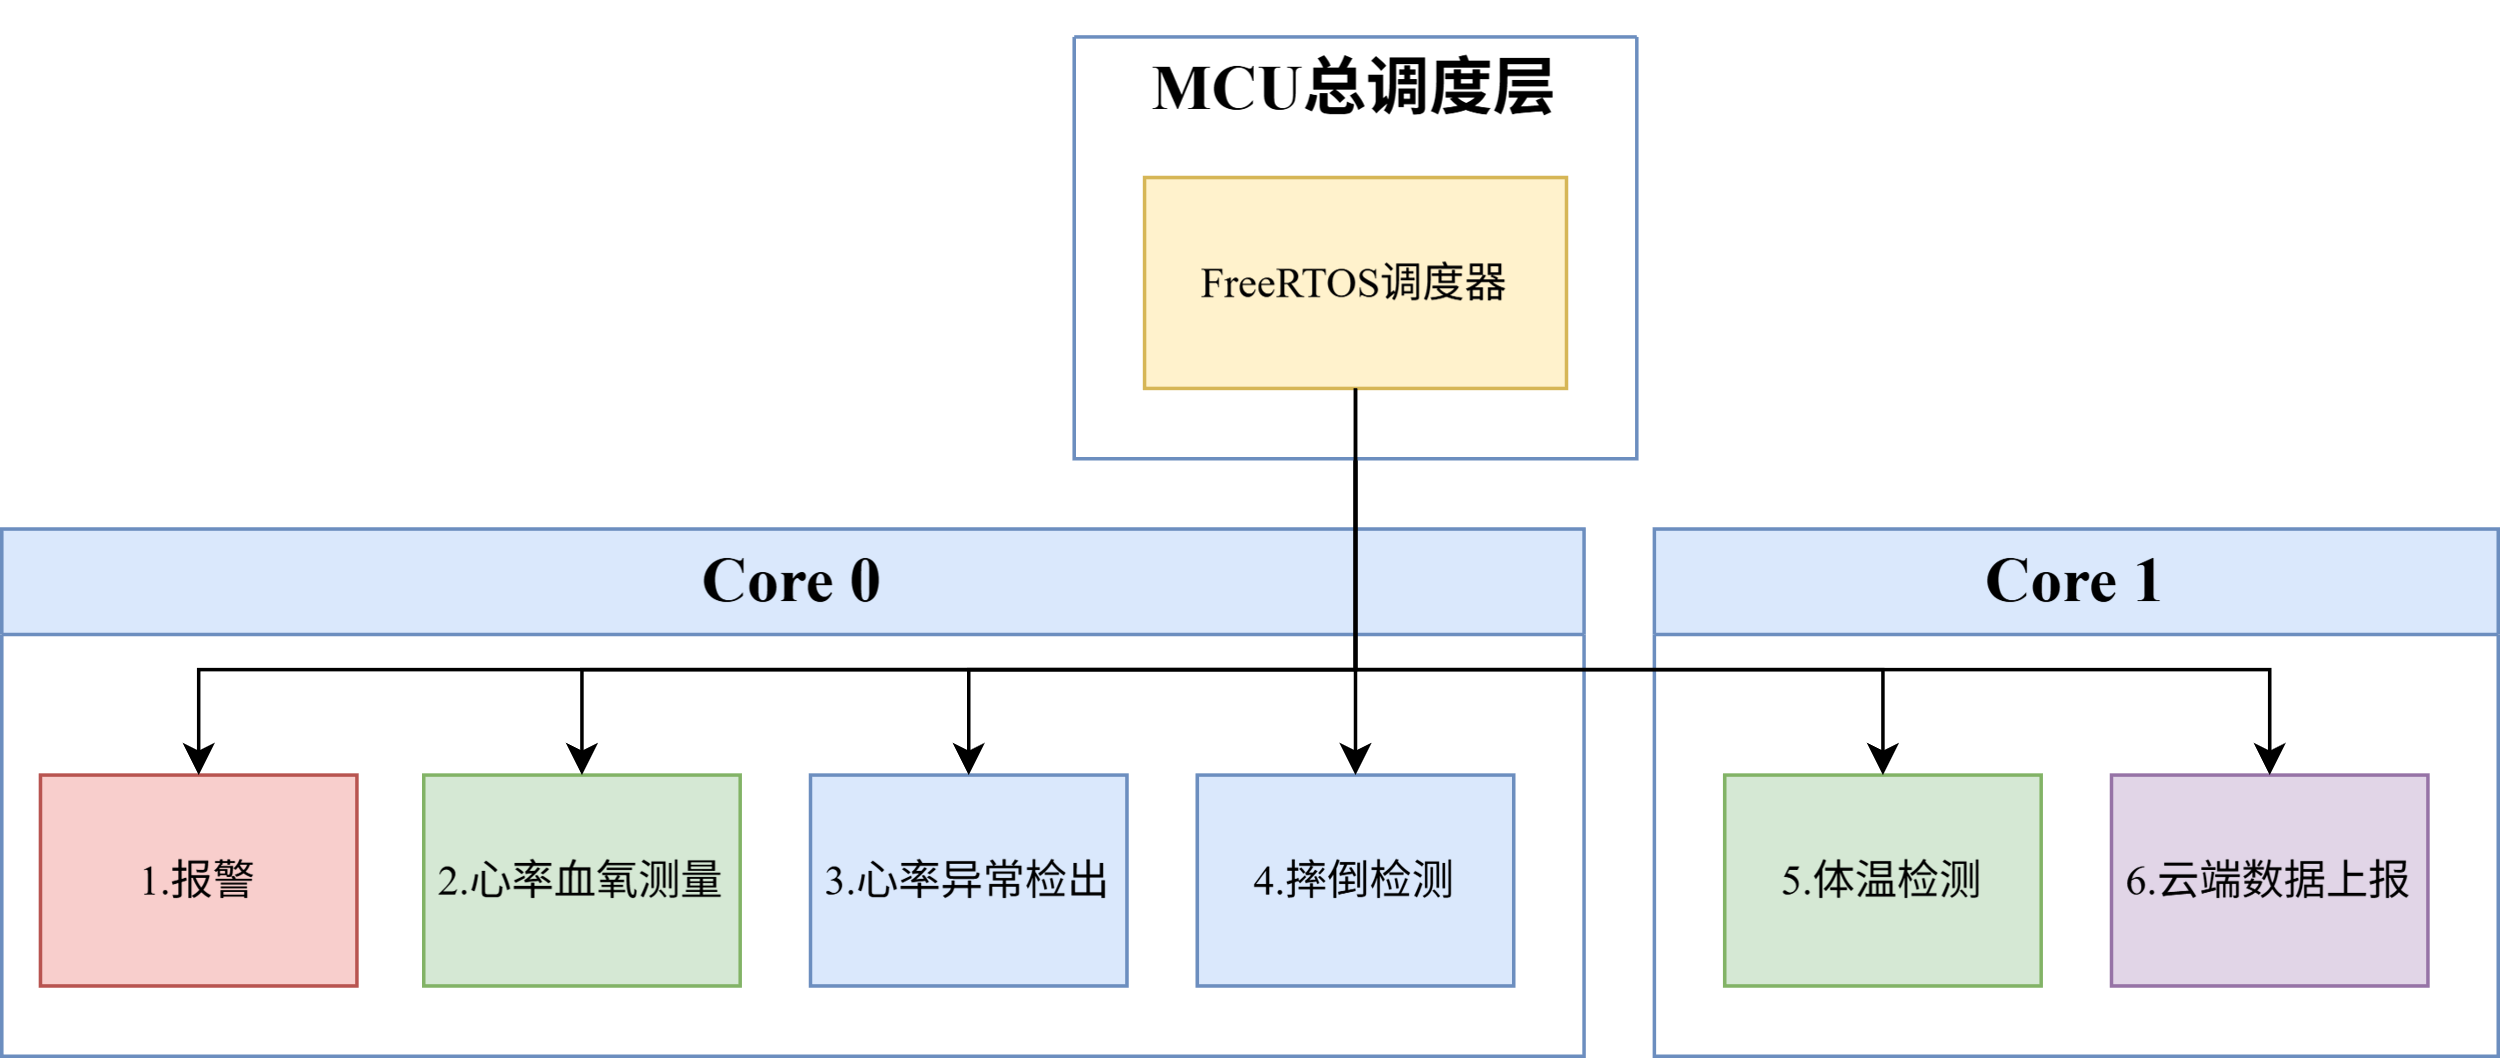 MCU总调度层
FreeRTOS调度器
Core 0
Core 1
1.报警
2.心率血氧测量
3.心率异常检出
4.摔倒检测
5.体温检测
6.云端数据上报